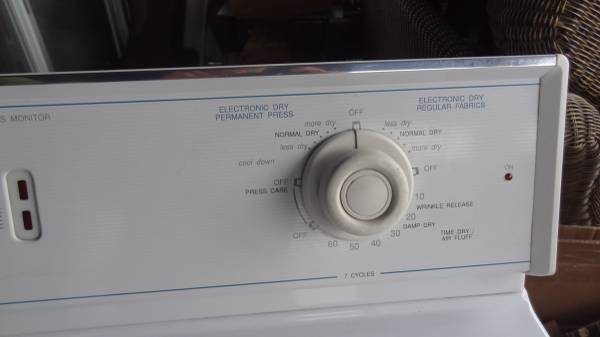 S MONITOR
ELECTRONIC DRY
PERMANENT PRESS
ELECTRONIC DRY
REGULAR FABRICS
OFF
more dry
NORMAL DRY
less dry
cool down
OFF
PRESS CARE
OFF
less dry
NORMAL DRY
more dry
OFF
ON
10
WRINKLE RELEASE
20
DAMP DRY
30
TIME DRY
AIR FLUFF
40
50
60
7 CYCLES